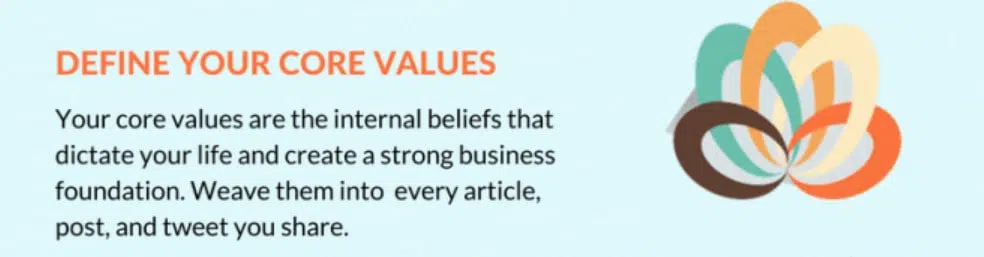 DEFINE YOUR CORE VALUES
Your core values are the internal beliefs that
dictate your life and create a strong business
foundation. Weave them into every article,
post, and tweet you share.